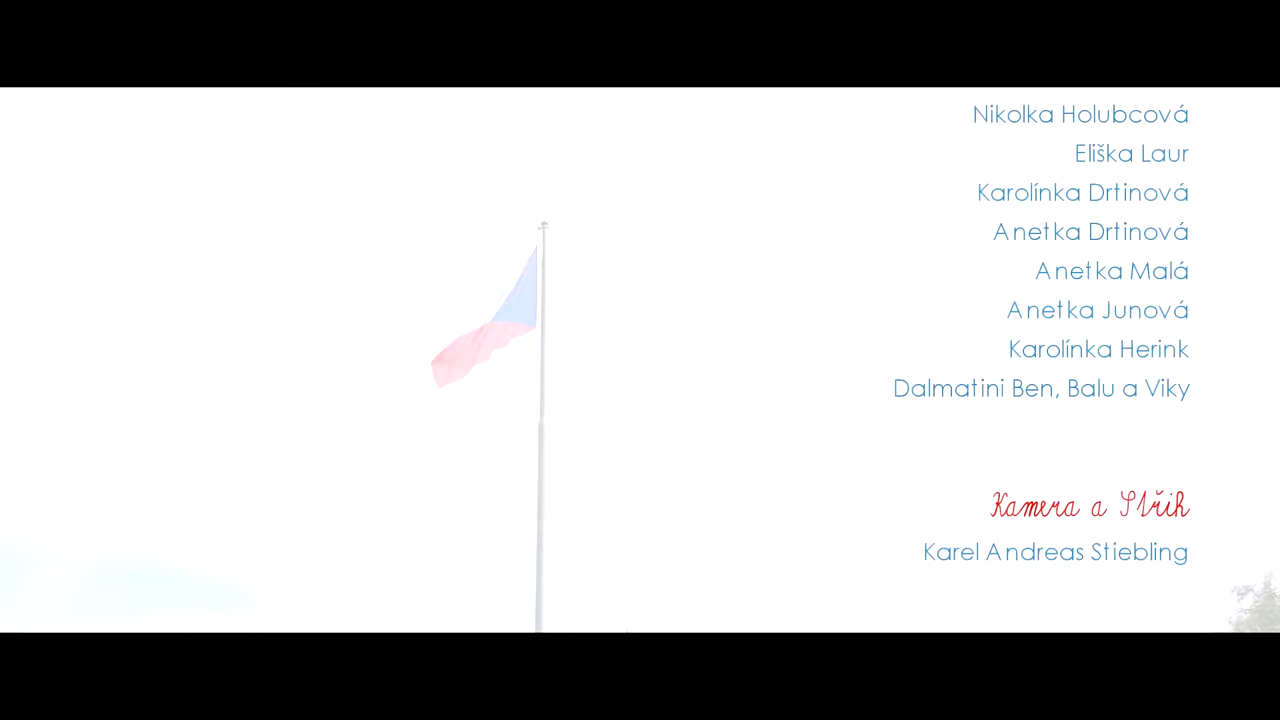 Nikolka Holubcová
Eliška Laur
Karolínka Drtinová
Anetka Drtinová
Anetka Malá
Anetka Junová
Karolínka Herink
Dalmatini Ben, Balu a Viky
Kamera a Střih
Karel Andreas Stiebling